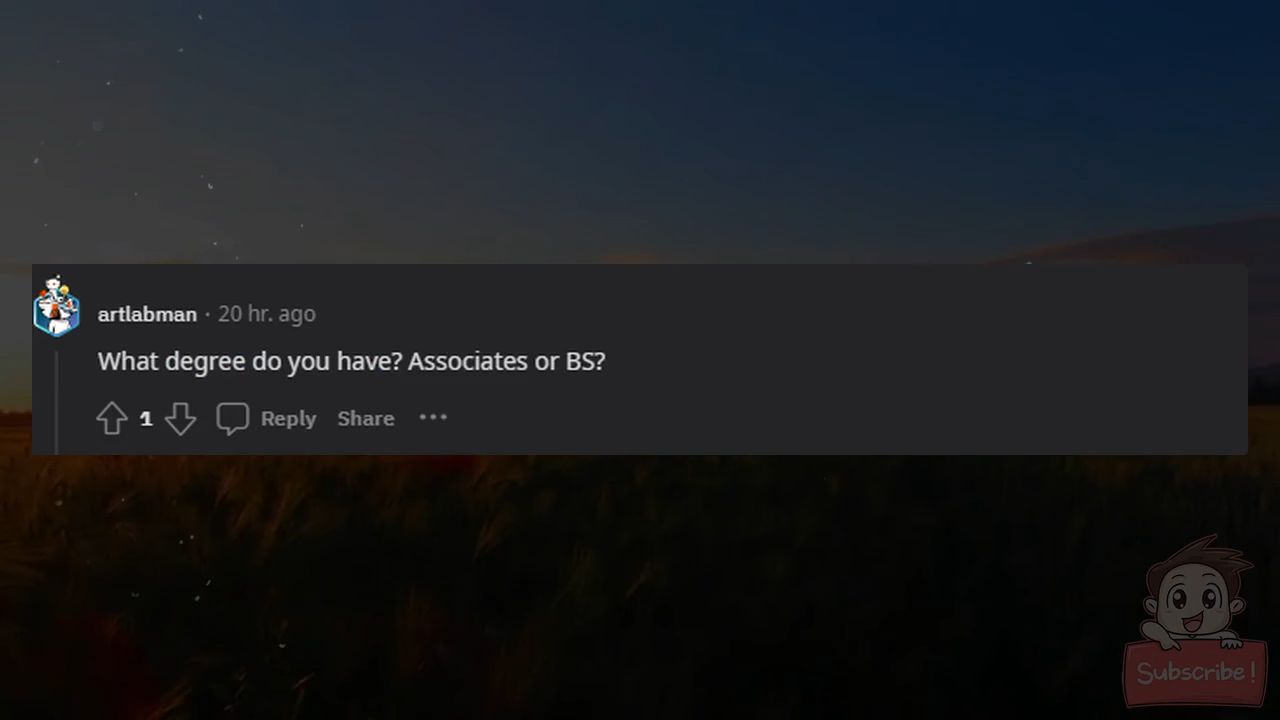 artlabman · 20 hr. ago
What degree do you have? Associates or BS?
1 Reply Share ···
Subscribe!